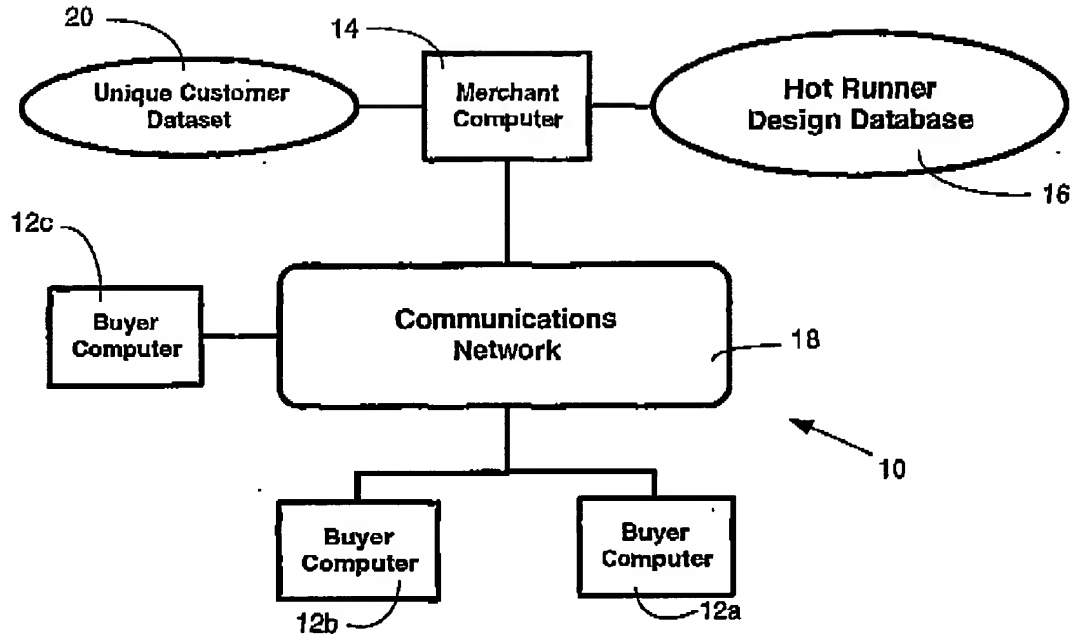 20
14
Unique Customer
Dataset
Merchant
Computer
Hot Runner
Design Database
16
12c
Buyer
Computer
Communications
Network
18
10
Buyer
Computer
12b
Buyer
Computer
12a